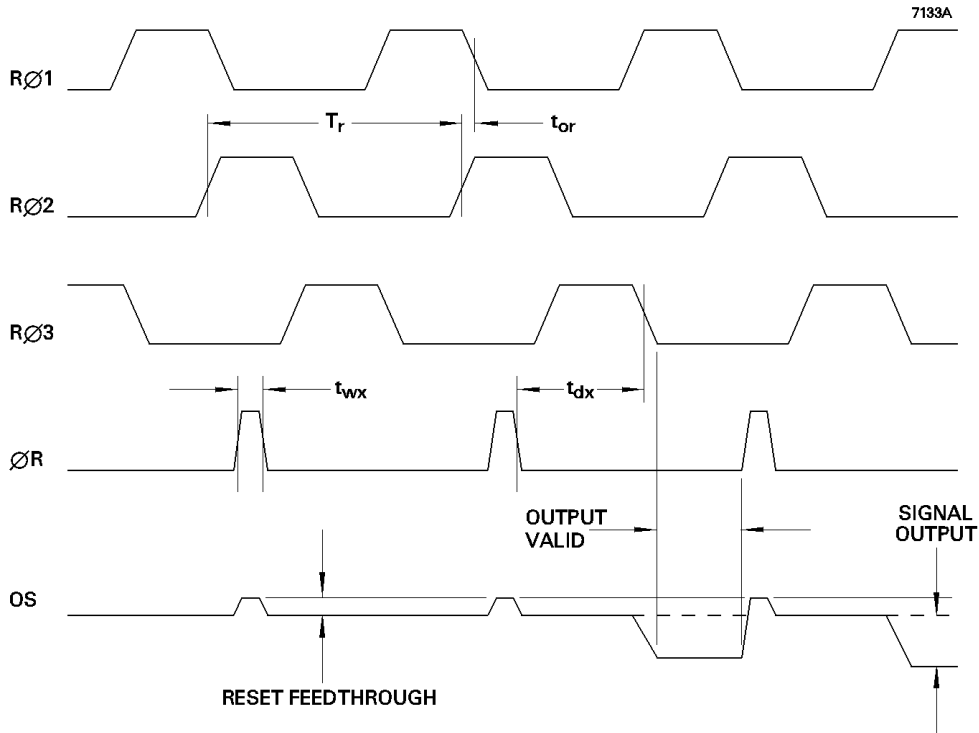 7133A
RØ1
Tr
tor
RØ2
RØ3
twx
tdx
ØR
OUTPUT
VALID
SIGNAL
OUTPUT
OS
RESET FEEDTHROUGH